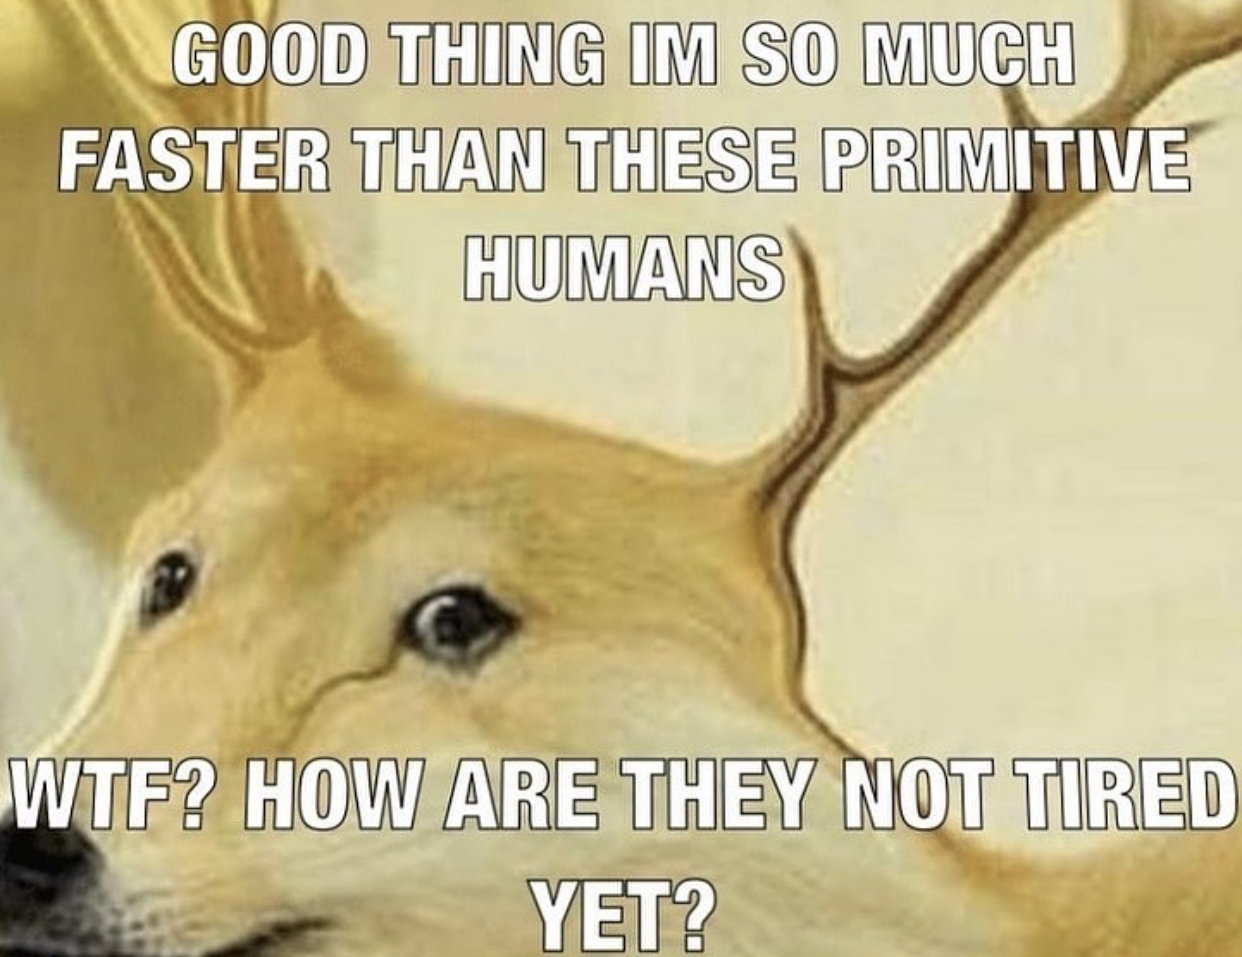 GOOD THING IM SO MUCH
FASTER THAN THESE PRIMITIVE
HUMANS
WTF? HOW ARE THEY NOT TIRED
YET?